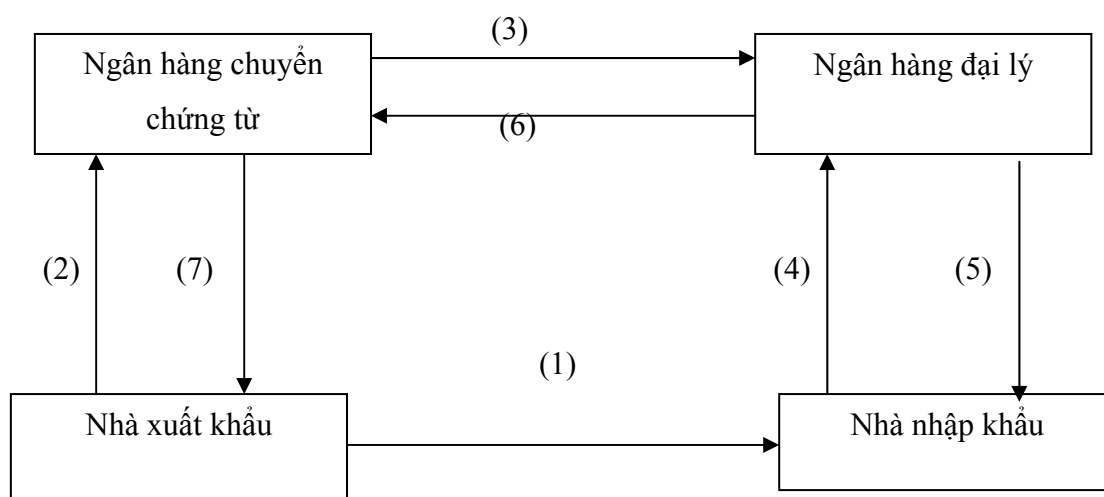 (3)
Ngân hàng chuyển
chứng từ
Ngân hàng đại lý
(6)
(2)
(7)
(4)
(5)
(1)
Nhà xuất khẩu
Nhà nhập khẩu